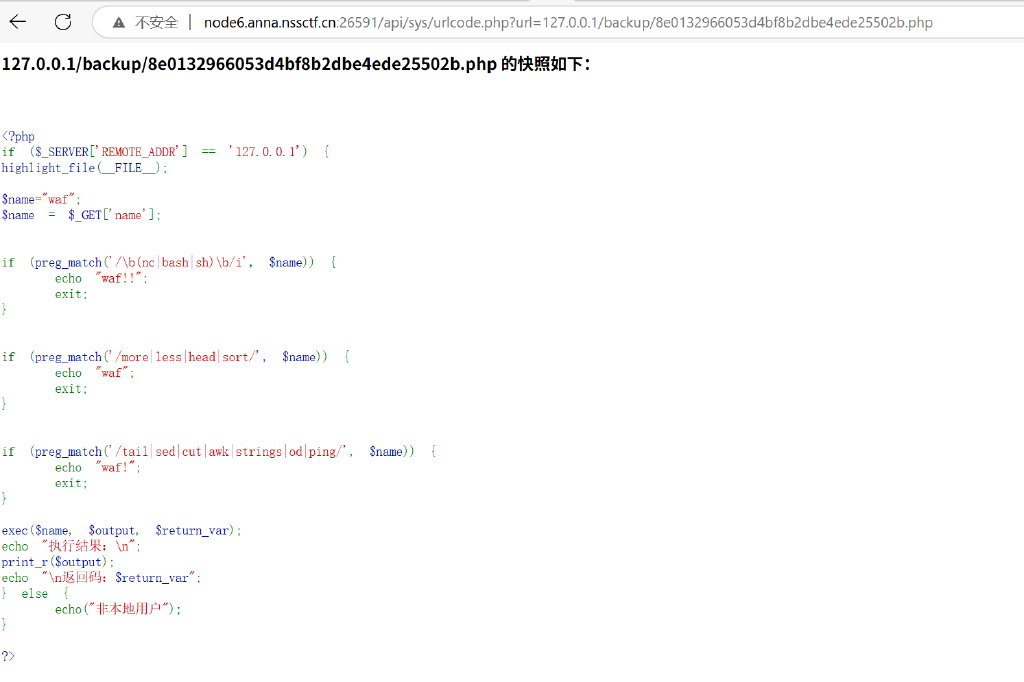 不安全 | node6.anna.nssctf.cn:26591/api/sys/urlcode.php?url=127.0.0.1/backup/8e0132966053d4bf8b2dbe4ede25502b.php
127.0.0.1/backup/8e0132966053d4bf8b2dbe4ede25502b.php 的快照如下：
<?php
if ($_SERVER['REMOTE_ADDR'] == '127.0.0.1') {
highlight_file(__FILE__);
$name="waf";
$name = $_GET['name'];
if (preg_match('/\b(nc|bash|sh)\b/i', $name)) {
echo "waf!!";
exit;
}
if (preg_match('/more|less|head|sort/', $name)) {
echo "waf";
exit;
}
if (preg_match('/tail|sed|cut|awk|strings|od|ping/', $name)) {
echo "waf!";
exit;
}
exec($name, $output, $return_var);
echo "执行结果：\n";
print_r($output);
echo "\n返回码：$return_var";
} else {
echo("非本地用户");
}
?>